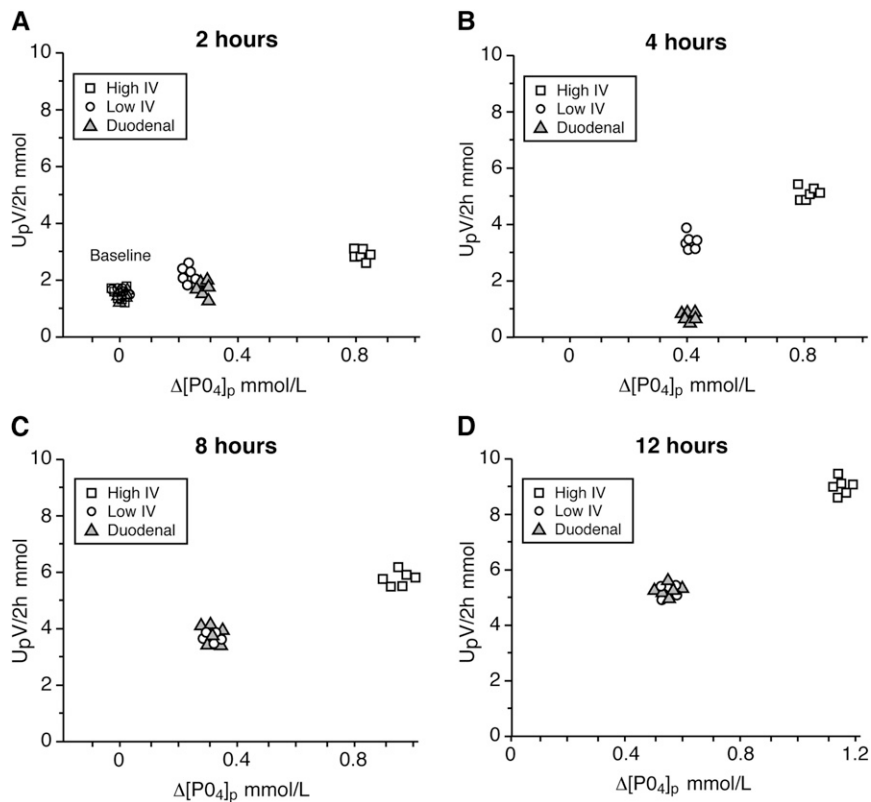 A
2 hours
10
8
6
4
2
0
UpV/2h mmol
High IV
Low IV
Duodenal
Baseline
0
0.4
0.8
Δ[P04]p mmol/L
B
4 hours
10
8
6
4
2
0
UpV/2h mmol
High IV
Low IV
Duodenal
0
0.4
0.8
Δ[P04]p mmol/L
C
8 hours
10
8
6
4
2
0
UpV/2h mmol
High IV
Low IV
Duodenal
0
0.4
0.8
Δ[P04]p mmol/L
D
12 hours
10
8
6
4
2
0
UpV/2h mmol
High IV
Low IV
Duodenal
0
0.4
0.8
1.2
Δ[P04]p mmol/L